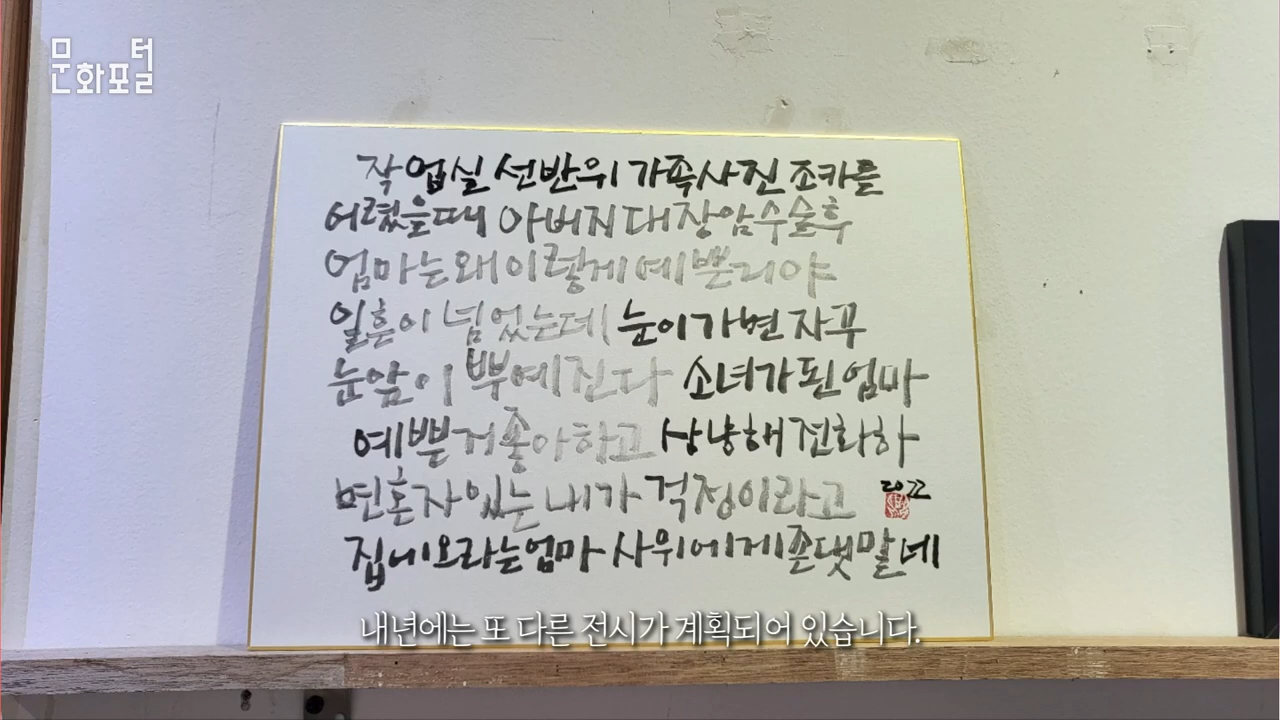 문화포털
작업실 선반위 가족사진 조카를
어렸을때 아버지 대장암수술후
엄마는 왜 이렇게 예쁜거야
일흔이 넘었는데 눈이가변 자꾸
눈앞이 뿌예진다 소녀가 된 엄마
예쁜거 좋아하고 상냥해 전화하
면 혼자 있는 내가 걱정이라고 2022
집에 오라는 엄마 사위에게 존댓말 네
내년에는 또 다른 전시가 계획되어 있습니다.